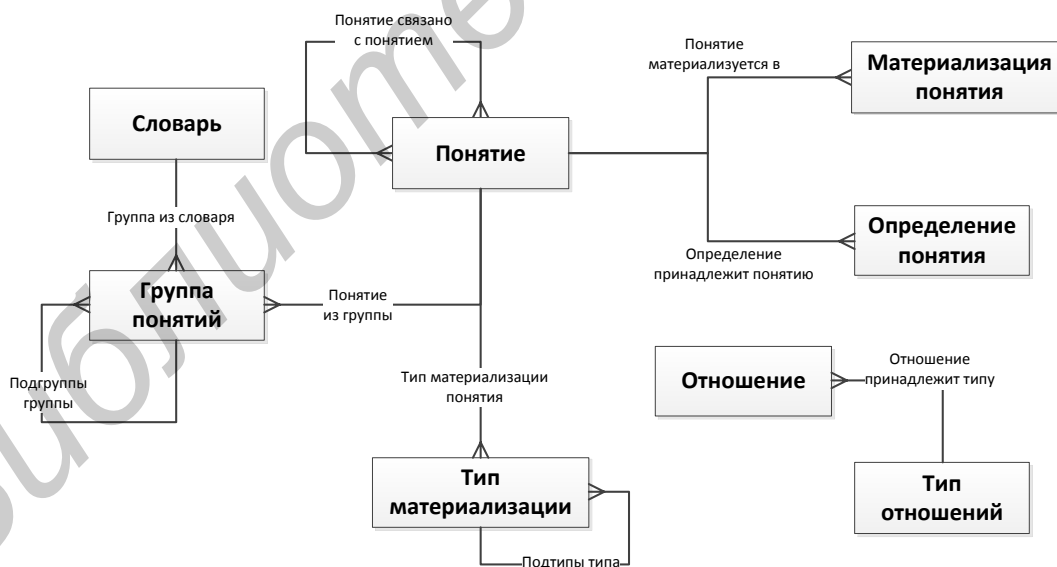 Понятие связано
с понятием
Понятие
материализуется в
Материализация
понятия
Словарь
Понятие
Группа из словаря
Определение
принадлежит понятию
Определение
понятия
Группа
понятий
Понятие
из группы
Подгруппы
группы
Тип материализации
понятия
Отношение
Отношение
принадлежит типу
Тип
материализации
Подтипы типа
Тип
отношений